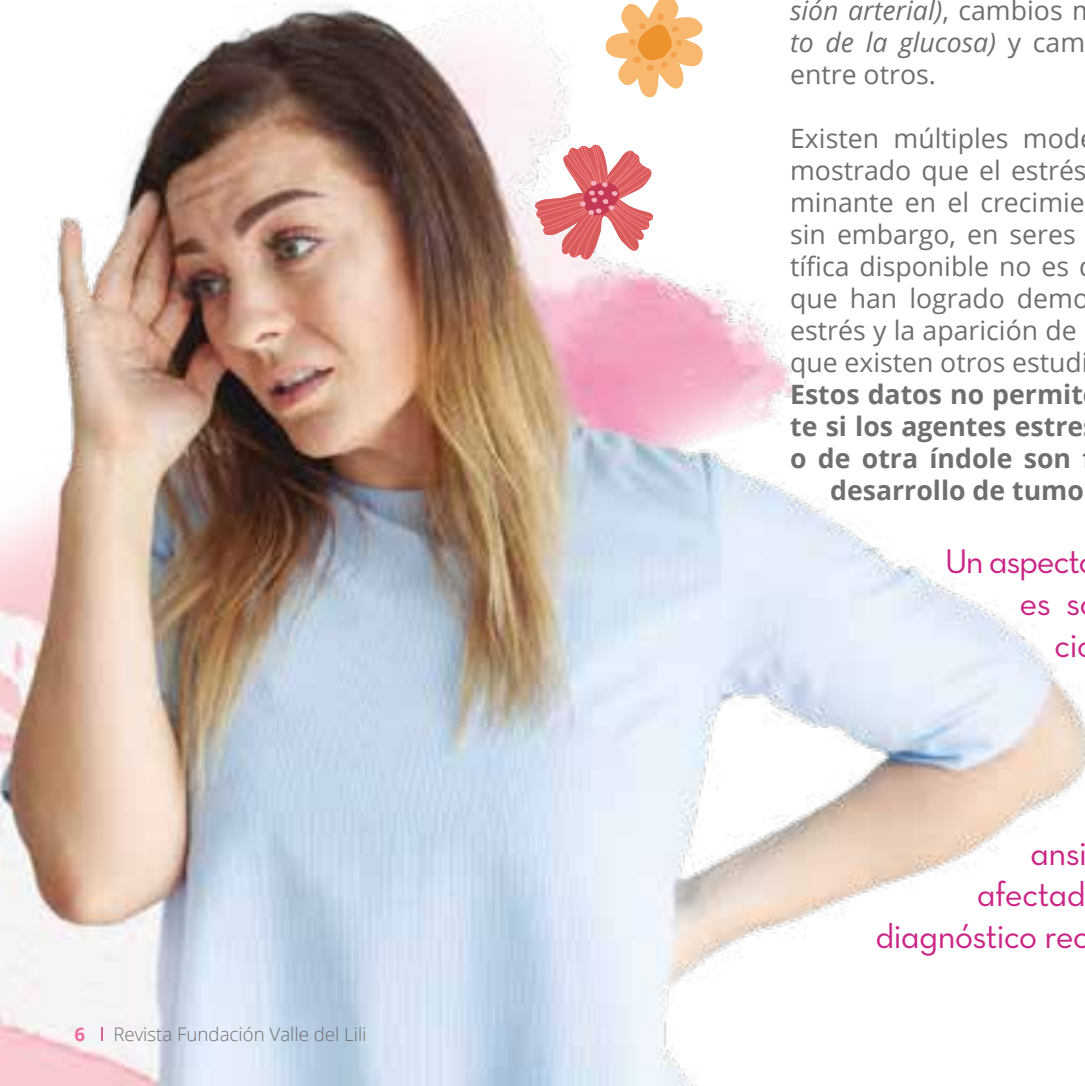 sión arterial), cambios m
to de la glucosa) y cam
entre otros.
Existen múltiples mode
mostrado que el estrés
minante en el crecimie
sin embargo, en seres
tífica disponible no es
que han logrado demo
estrés y la aparición de
que existen otros estudi
Estos datos no permit
te si los agentes estre
o de otra índole son
desarrollo de tumo
Un aspecto
es
cio
ansi
afectad
diagnóstico rec
6 | Revista Fundación Valle del Lili